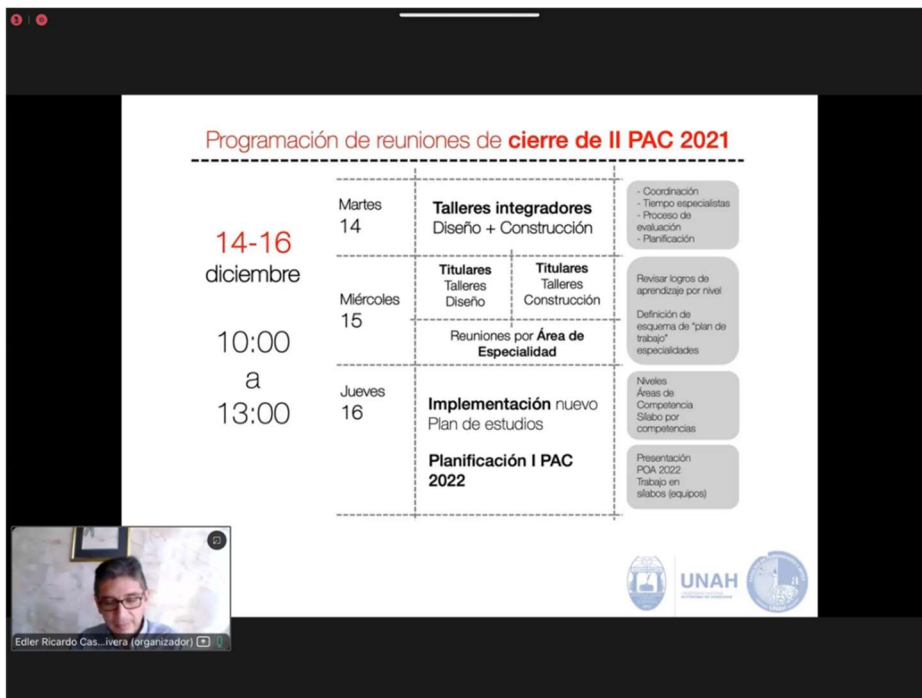 Programación de reuniones de cierre de II PAC 2021
14-16
diciembre
10:00
a
13:00
Martes
14
Talleres integradores
Diseño + Construcción
- Coordinación
- Tiempo especialistas
- Proceso de
evaluación
- Planificación
Miércoles
15
Titulares
Talleres
Diseño
Titulares
Talleres
Construcción
Reuniones por Área de
Especialidad
Revisar logros de
aprendizaje por nivel
Definición de
esquema de "plan de
trabajo"
especialidades
Jueves
16
Implementación nuevo
Plan de estudios
Planificación I PAC
2022
Niveles
Áreas de
Competencia
Sílabo por
competencias
Presentación
POA 2022
Trabajo en
sílabos (equipos)
UNAH
Edler Ricardo Cas...ivera (organizador)